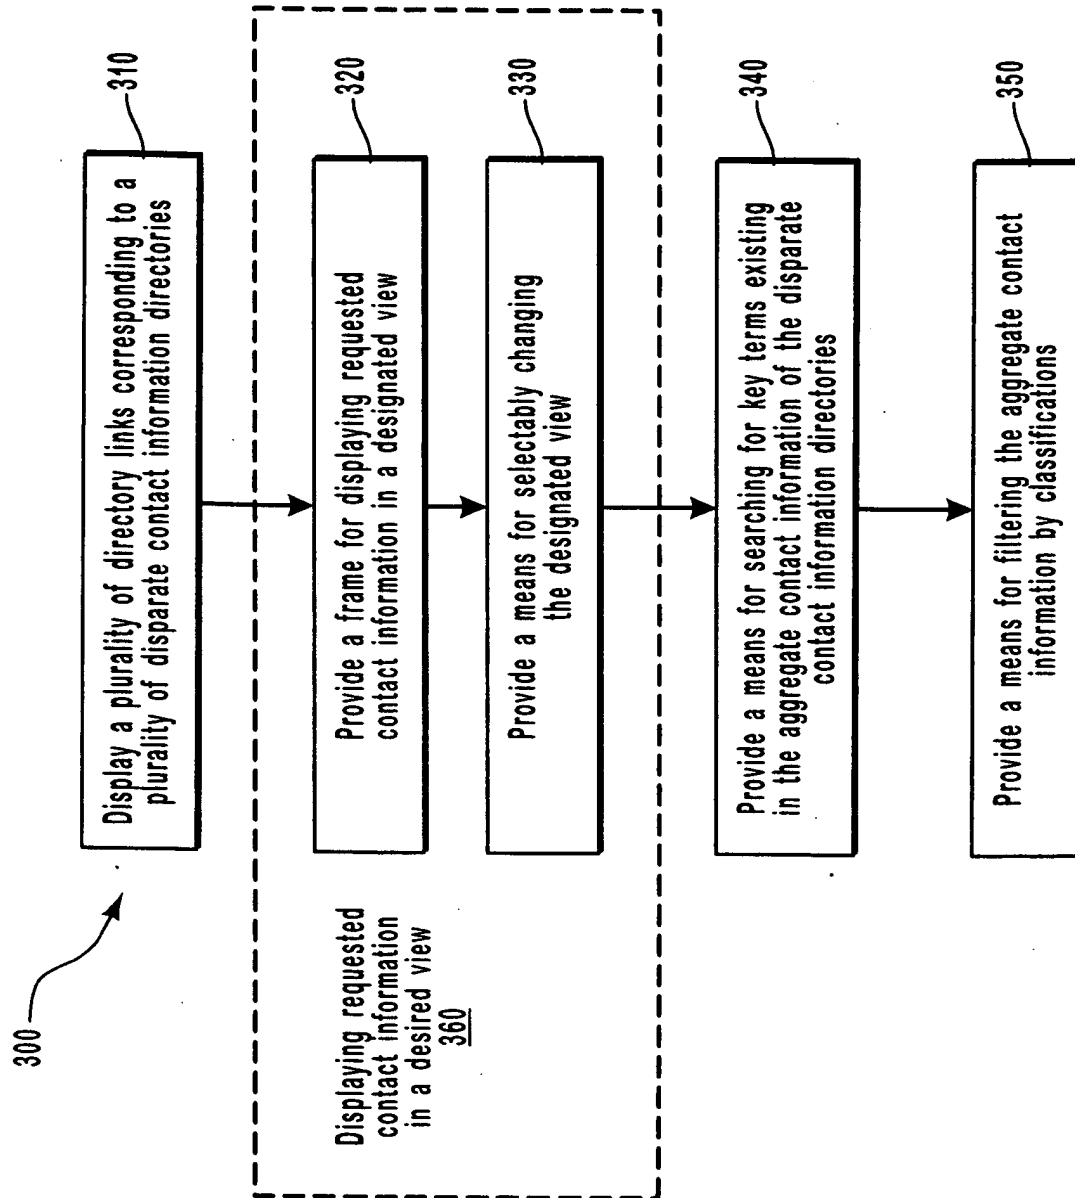 300
Display a plurality of directory links corresponding to a
plurality of disparate contact information directories
310
Displaying requested
contact information
in a desired view
360
Provide a frame for displaying requested
contact information in a designated view
320
Provide a means for selectably changing
the designated view
330
Provide a means for searching for key terms existing
in the aggregate contact information of the disparate
contact information directories
340
Provide a means for filtering the aggregate contact
information by classifications
350